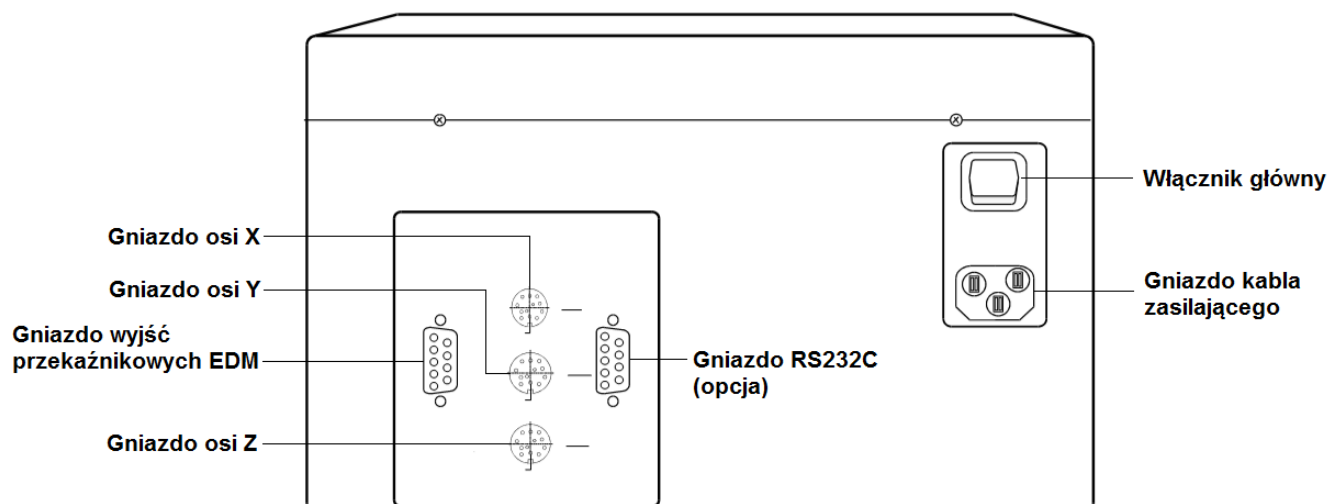 Włącznik główny
Gniazdo osi X
Gniazdo osi Y
Gniazdo kabla
zasilającego
Gniazdo wyjść
przekaźnikowych EDM
Gniazdo RS232C
(opcja)
Gniazdo osi Z